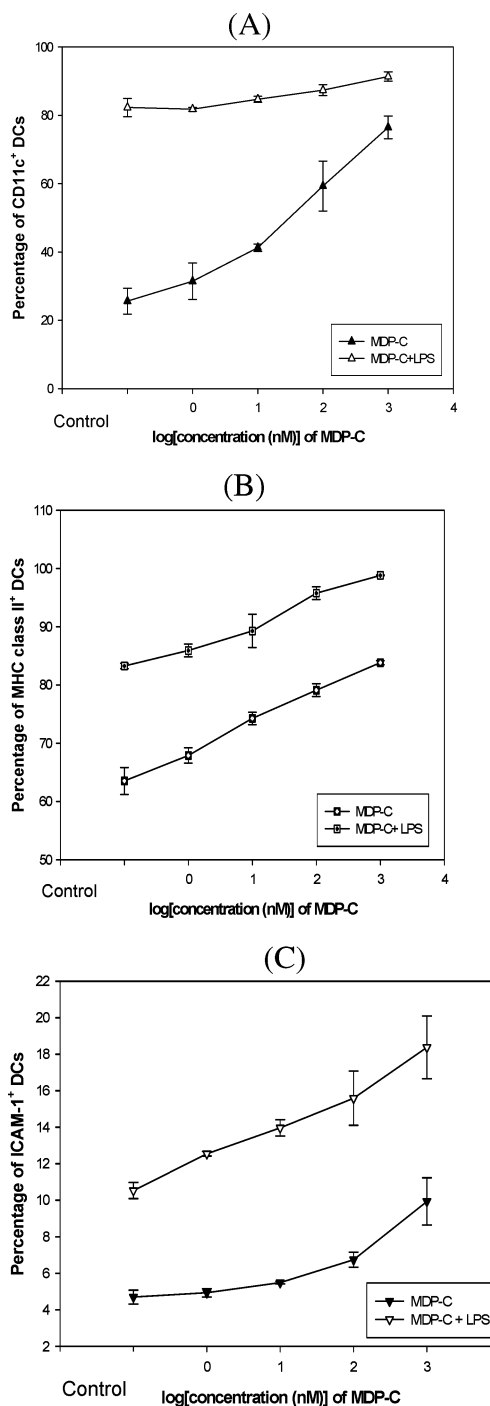 (A)
100
80
60
40
20
0
Percentage of CD11c⁺ DCs
MDP-C
MDP-C+LPS
Control
0 1 2 3 4
log[concentration (nM)] of MDP-C
(B)
110
100
90
80
70
60
50
Percentage of MHC class II⁺ DCs
MDP-C
MDP-C+ LPS
Control
0 1 2 3 4
log[concentration (nM)] of MDP-C
(C)
22
20
18
16
14
12
10
8
6
4
2
Percentage of ICAM-1⁺ DCs
MDP-C
MDP-C + LPS
Control
0 1 2 3
log[concentration (nM)] of MDP-C